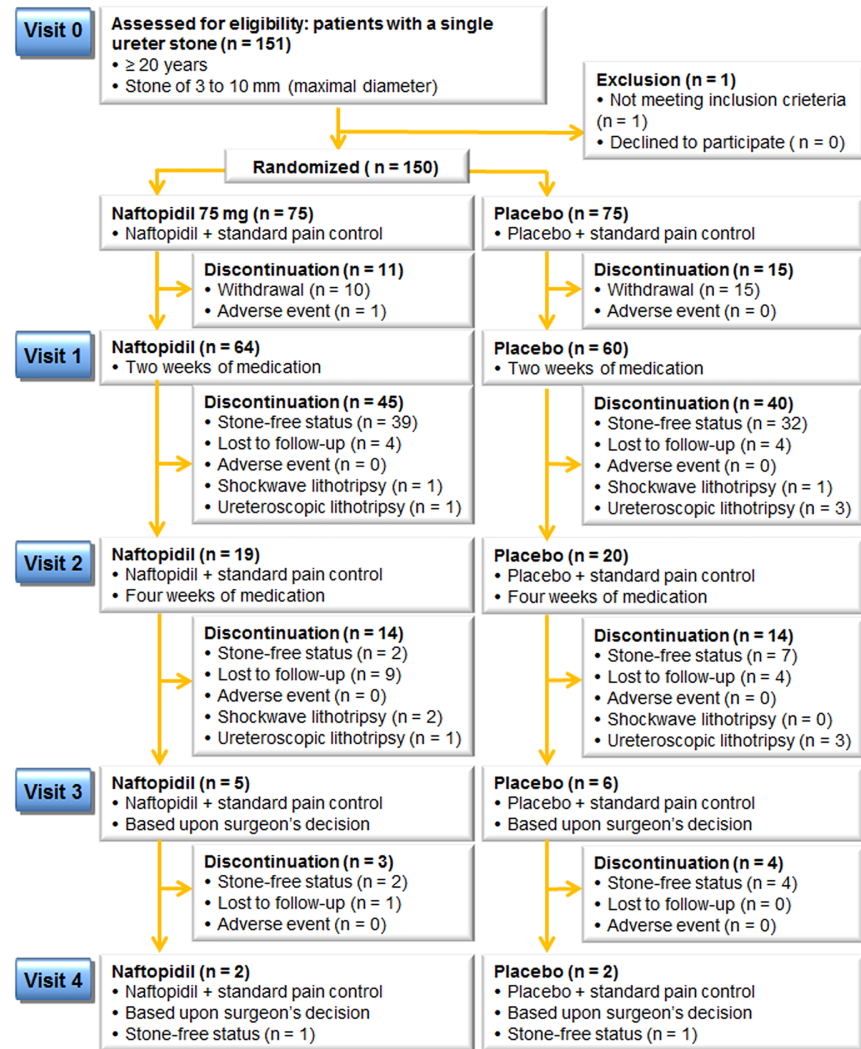 Visit 0
Assessed for eligibility: patients with a single
ureter stone (n = 151)
• ≥ 20 years
• Stone of 3 to 10 mm (maximal diameter)
Exclusion (n = 1)
• Not meeting inclusion crieteria
(n = 1)
• Declined to participate ( n = 0)
Randomized ( n = 150)
Naftopidil 75 mg (n = 75)
• Naftopidil + standard pain control
Placebo (n = 75)
• Placebo + standard pain control
Discontinuation (n = 11)
• Withdrawal (n = 10)
• Adverse event (n = 1)
Discontinuation (n = 15)
• Withdrawal (n = 15)
• Adverse event (n = 0)
Visit 1
Naftopidil (n = 64)
• Two weeks of medication
Placebo (n = 60)
• Two weeks of medication
Discontinuation (n = 45)
• Stone-free status (n = 39)
• Lost to follow-up (n = 4)
• Adverse event (n = 0)
• Shockwave lithotripsy (n = 1)
• Ureteroscopic lithotripsy (n = 1)
Discontinuation (n = 40)
• Stone-free status (n = 32)
• Lost to follow-up (n = 4)
• Adverse event (n = 0)
• Shockwave lithotripsy (n = 1)
• Ureteroscopic lithotripsy (n = 3)
Visit 2
Naftopidil (n = 19)
• Naftopidil + standard pain control
• Four weeks of medication
Placebo (n = 20)
• Placebo + standard pain control
• Four weeks of medication
Discontinuation (n = 14)
• Stone-free status (n = 2)
• Lost to follow-up (n = 9)
• Adverse event (n = 0)
• Shockwave lithotripsy (n = 2)
• Ureteroscopic lithotripsy (n = 1)
Discontinuation (n = 14)
• Stone-free status (n = 7)
• Lost to follow-up (n = 4)
• Adverse event (n = 0)
• Shockwave lithotripsy (n = 0)
• Ureteroscopic lithotripsy (n = 3)
Visit 3
Naftopidil (n = 5)
• Naftopidil + standard pain control
• Based upon surgeon's decision
Placebo (n = 6)
• Placebo + standard pain control
• Based upon surgeon's decision
Discontinuation (n = 3)
• Stone-free status (n = 2)
• Lost to follow-up (n = 1)
• Adverse event (n = 0)
Discontinuation (n = 4)
• Stone-free status (n = 4)
• Lost to follow-up (n = 0)
• Adverse event (n = 0)
Visit 4
Naftopidil (n = 2)
• Naftopidil + standard pain control
• Based upon surgeon's decision
• Stone-free status (n = 1)
Placebo (n = 2)
• Placebo + standard pain control
• Based upon surgeon's decision
• Stone-free status (n = 1)